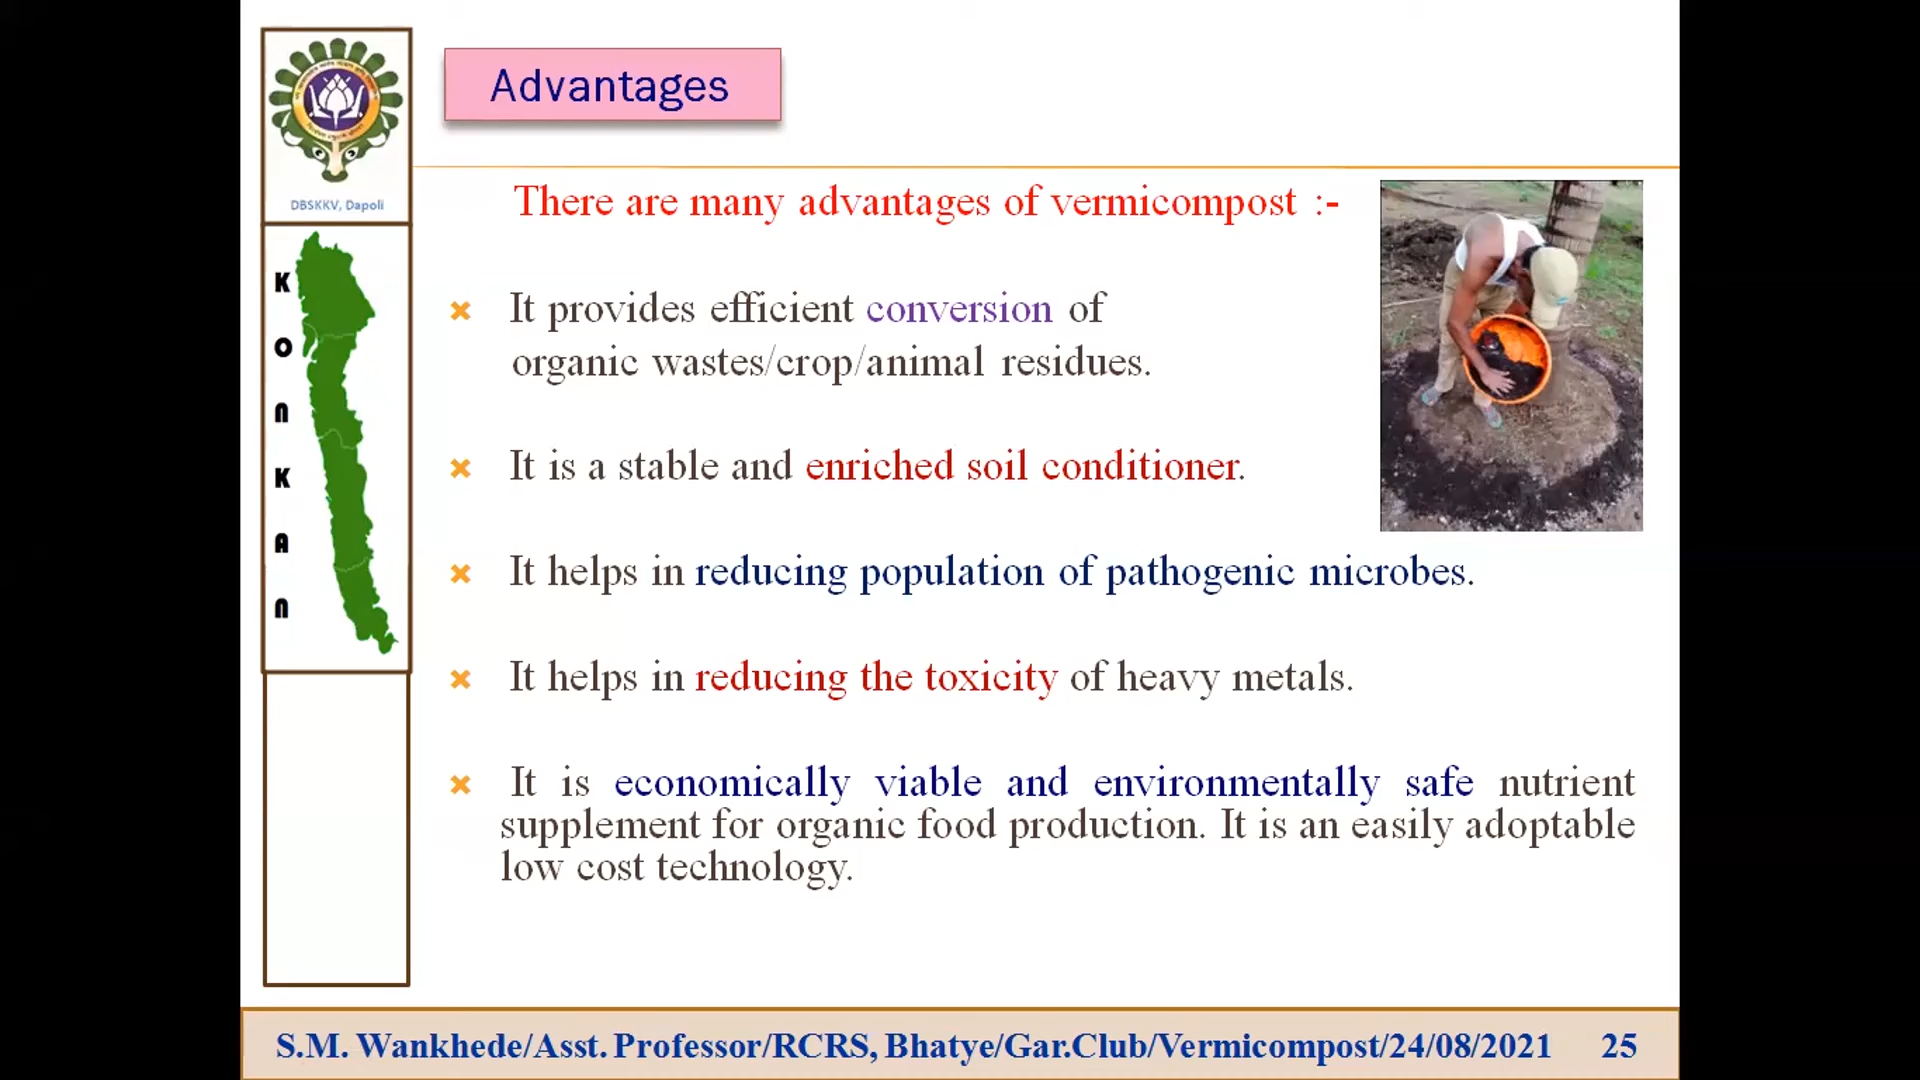 Advantages
DBSKKV, Dapoli
K
O
N
K
A
N
There are many advantages of vermicompost :-
It provides efficient conversion of
organic wastes/crop/animal residues.
It is a stable and enriched soil conditioner.
It helps in reducing population of pathogenic microbes.
It helps in reducing the toxicity of heavy metals.
It is economically viable and environmentally safe nutrient
supplement for organic food production. It is an easily adoptable
low cost technology.
S.M. Wankhede/Asst. Professor/RCRS, Bhatye/Gar.Club/Vermicompost/24/08/2021 25